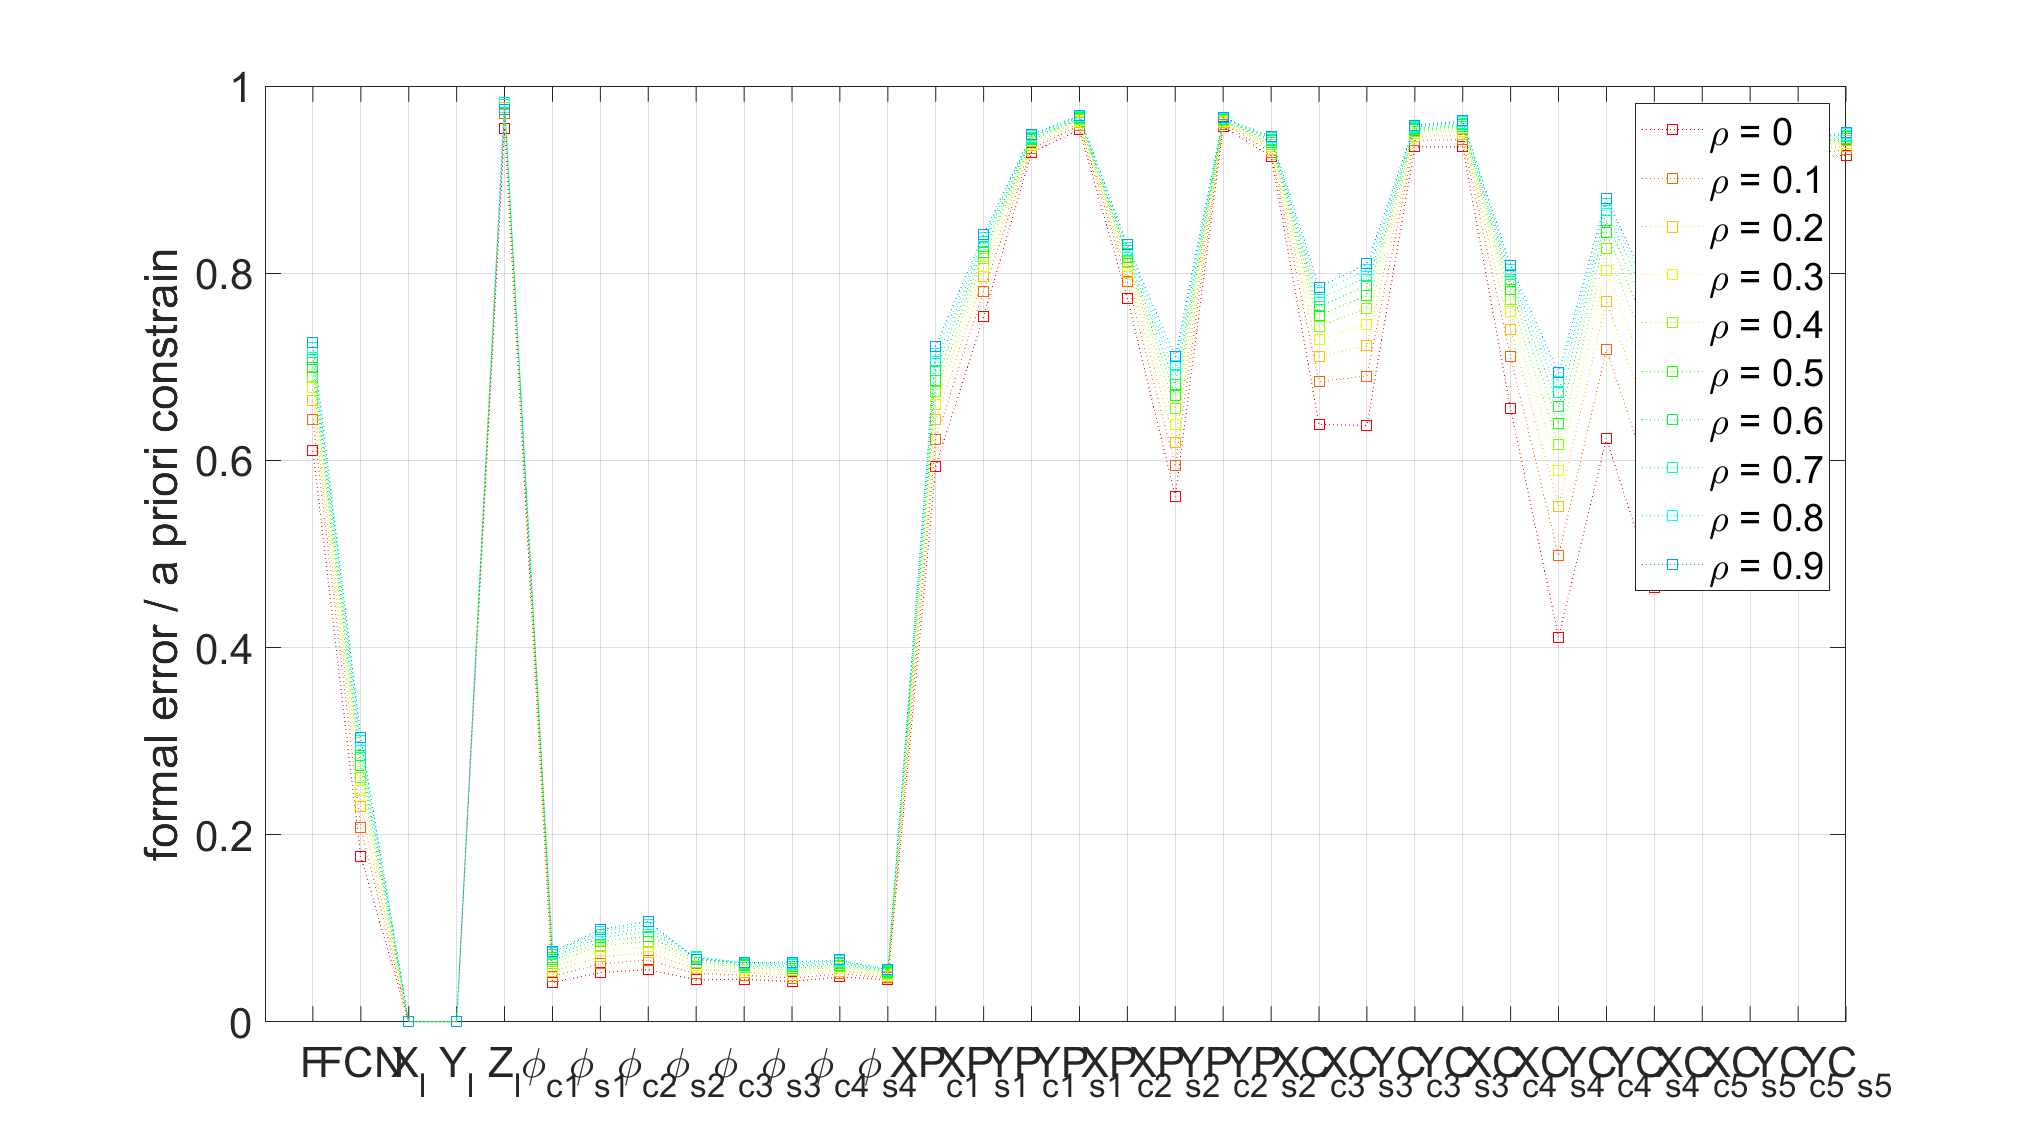 1
0.8
0.6
0.4
0.2
0
formal error / a priori constrain
ρ = 0
ρ = 0.1
ρ = 0.2
ρ = 0.3
ρ = 0.4
ρ = 0.5
ρ = 0.6
ρ = 0.7
ρ = 0.8
ρ = 0.9
F FCN X_l Y_l Z_l ϕ_c1 ϕ_s1 ϕ_c2 ϕ_s2 ϕ_c3 ϕ_s3 ϕ_c4 ϕ_s4 XP_c1 XP_s1 YP_c1 YP_s1 XP_c2 XP_s2 YP_c2 YP_s2 XC_c3 XC_s3 YC_c3 YC_s3 XC_c4 XC_s4 YC_c4 YC_s4 XC_c5 XC_s5 YC_c5 YC_s5